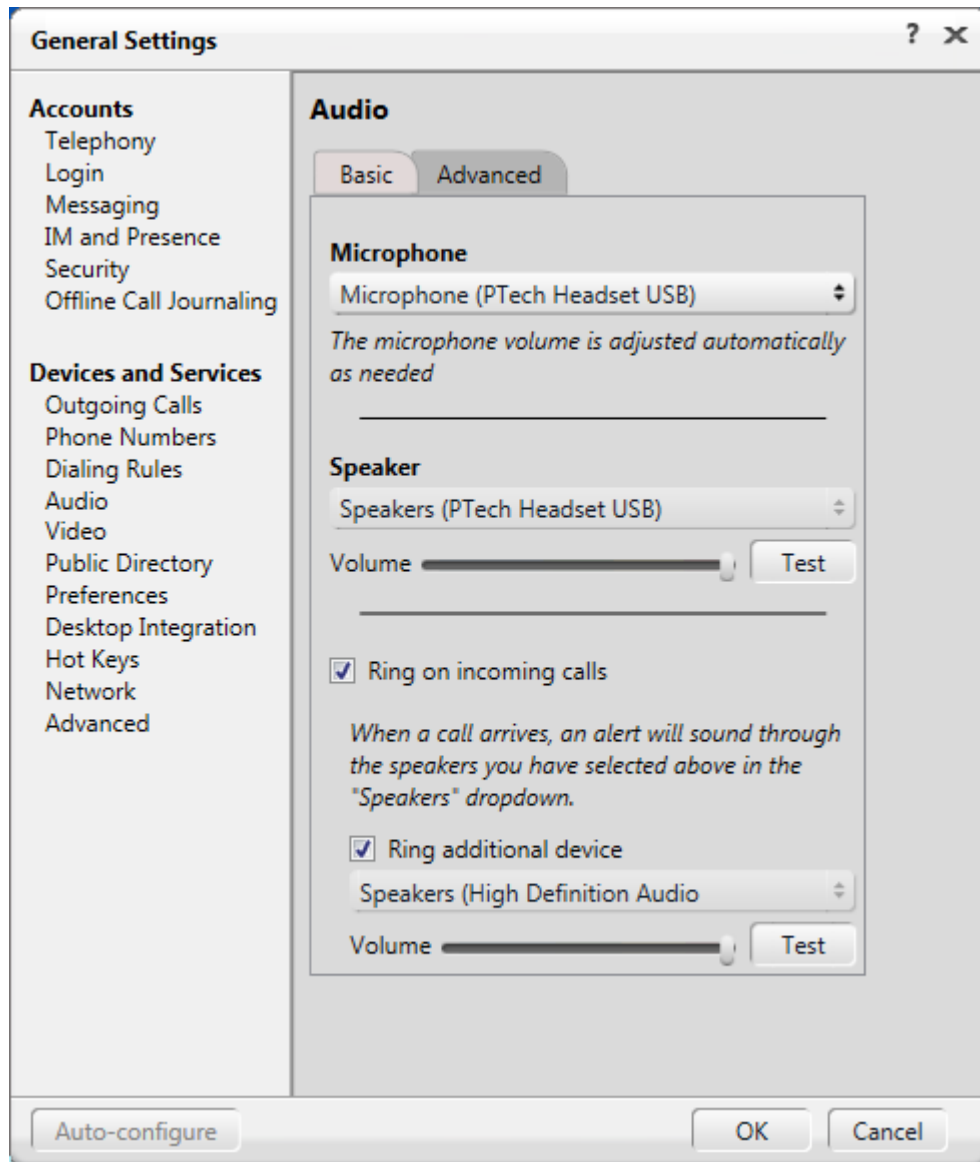 General Settings
? ×
Accounts
Telephony
Login
Messaging
IM and Presence
Security
Offline Call Journaling
Devices and Services
Outgoing Calls
Phone Numbers
Dialing Rules
Audio
Video
Public Directory
Preferences
Desktop Integration
Hot Keys
Network
Advanced
Audio
Basic Advanced
Microphone
Microphone (PTech Headset USB)
The microphone volume is adjusted automatically
as needed
Speaker
Speakers (PTech Headset USB)
Volume Test
Ring on incoming calls
When a call arrives, an alert will sound through
the speakers you have selected above in the
"Speakers" dropdown.
Ring additional device
Speakers (High Definition Audio
Volume Test
Auto-configure OK Cancel